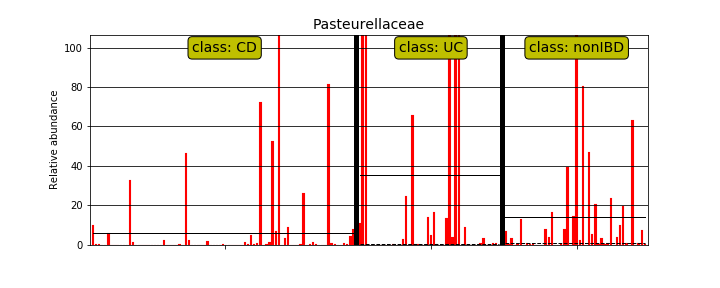 Pasteurellaceae
class: CD
class: UC
class: nonIBD
Relative abundance
100
80
60
40
20
0